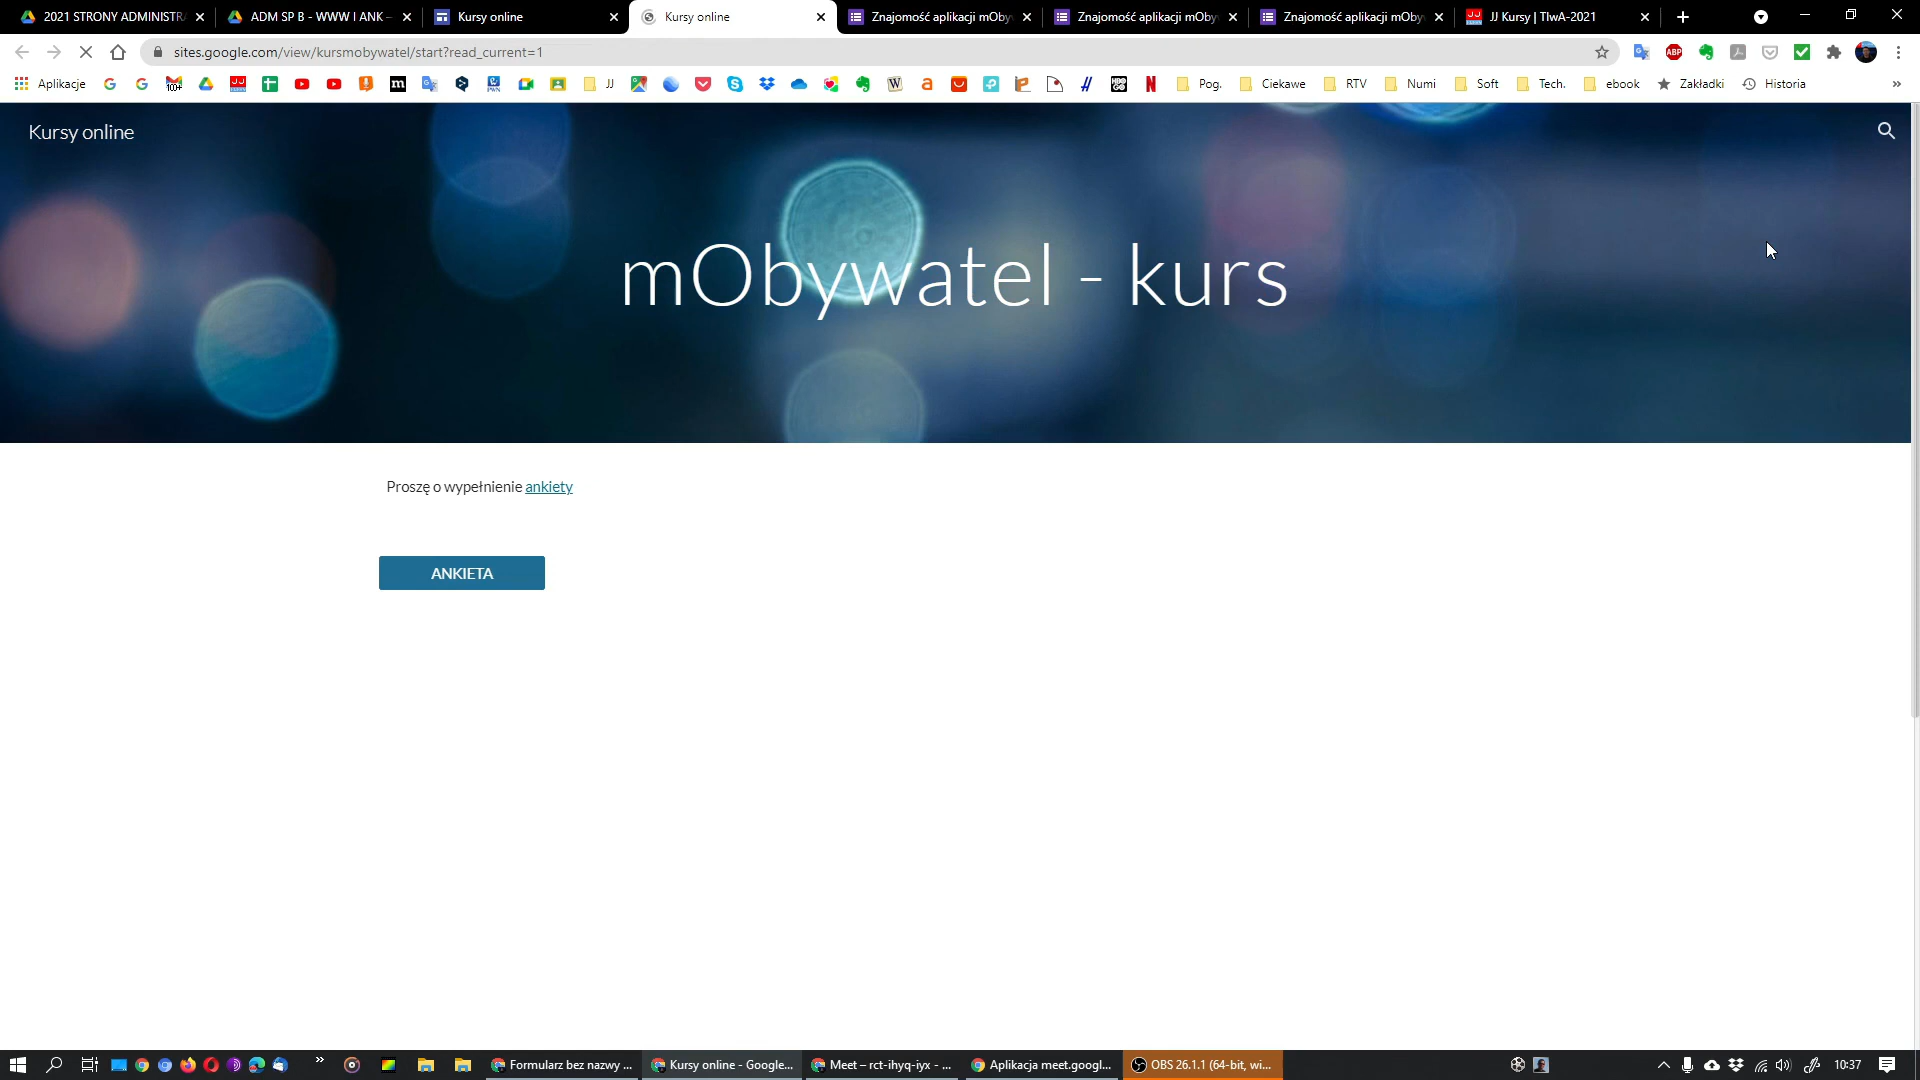 2021 STRONY ADMINISTR
ADM SP B - WWW I ANK -
Kursy online
Kursy online
Znajomość aplikacji mOby
Znajomość aplikacji mOby
Znajomość aplikacji mOby
JJ Kursy | TIwA-2021
sites.google.com/view/kursmobywatel/start?read_current=1
Aplikacje
JJ
Pog.
Ciekawe
RTV
Numi
Soft
Tech.
ebook
Zakładki
Historia
Kursy online
mObywatel - kurs
Proszę o wypełnienie ankiety
ANKIETA
Formularz bez nazwy ...
Kursy online - Google...
Meet – rct-ihyq-iyx - ...
Aplikacja meet.googl...
OBS 26.1.1 (64-bit, wi...
10:37